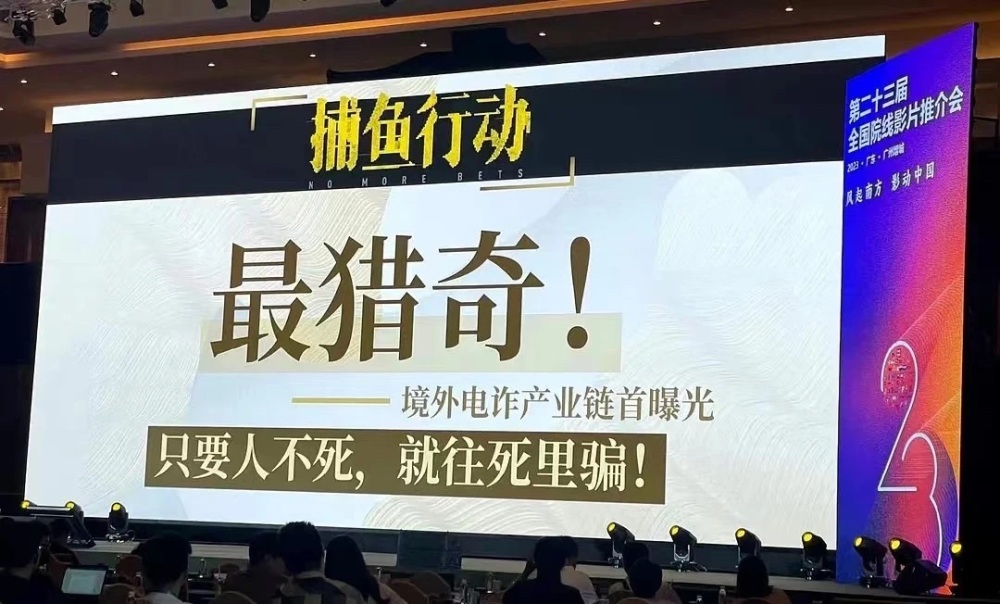 捕鱼行动
NO MORE BETS
最猎奇！
境外电诈产业链首曝光
只要人不死，就往死里骗！
第二十三届
全国院线影片推介会
2023·广东·广州增城
风起南方 影动中国
23